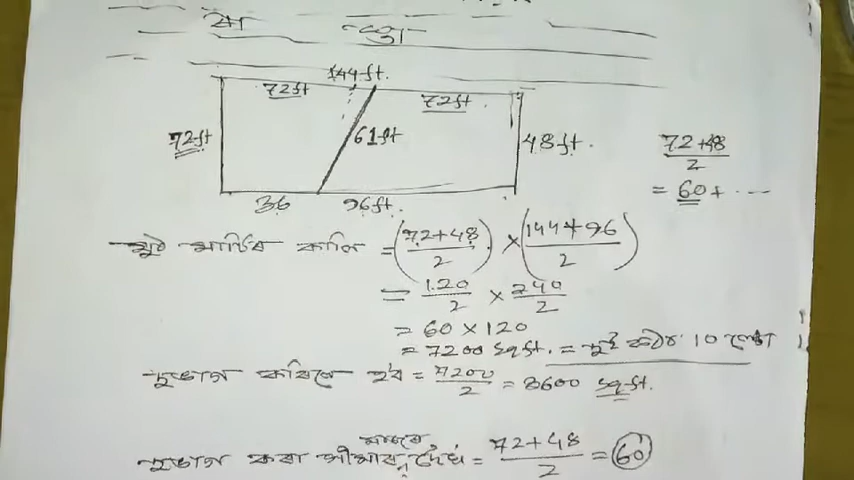 144ft.
72ft 72ft
72ft 61ft 48ft.
36 96ft.
72+48
2
= 60+ ...
মুঠ মাটিৰ কালি = (72+48/2) × (144+96/2)
= 120/2 × 240/2
= 60 × 120
= 7200 sq ft. = দুই কঠা 10 লেচা
দুভাগ কৰিলে হ'ব = 7200/2 = 3600 sq-ft.
মাজৰে
দুভাগ কৰা সীমাৰ দৈৰ্ঘ্য = 72+48/2 = 60